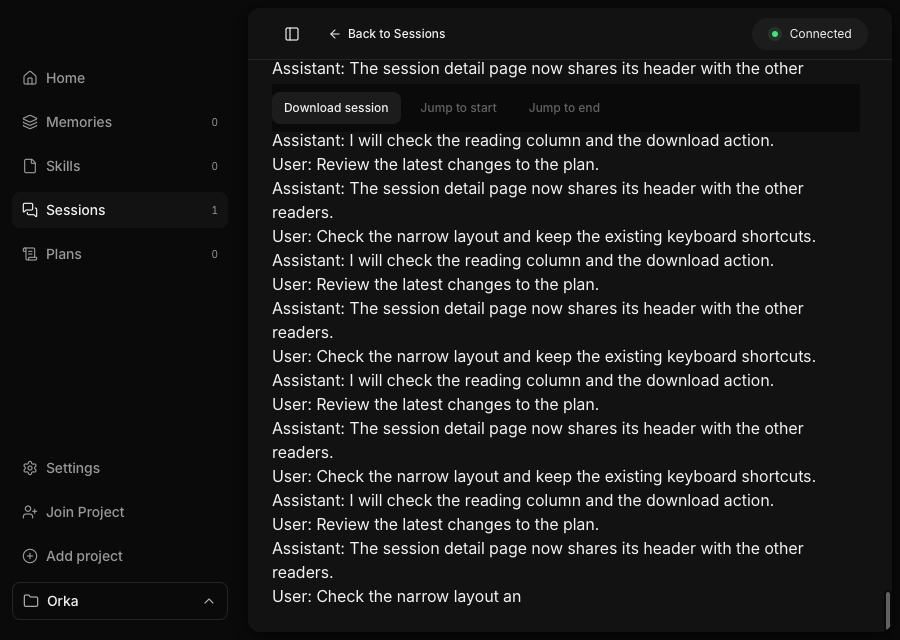 Home
Memories 0
Skills 0
Sessions 1
Plans 0
Settings
Join Project
Add project
Orka
Back to Sessions
Connected
Assistant: The session detail page now shares its header with the other
Download session Jump to start Jump to end
Assistant: I will check the reading column and the download action.
User: Review the latest changes to the plan.
Assistant: The session detail page now shares its header with the other
readers.
User: Check the narrow layout and keep the existing keyboard shortcuts.
Assistant: I will check the reading column and the download action.
User: Review the latest changes to the plan.
Assistant: The session detail page now shares its header with the other
readers.
User: Check the narrow layout and keep the existing keyboard shortcuts.
Assistant: I will check the reading column and the download action.
User: Review the latest changes to the plan.
Assistant: The session detail page now shares its header with the other
readers.
User: Check the narrow layout and keep the existing keyboard shortcuts.
Assistant: I will check the reading column and the download action.
User: Review the latest changes to the plan.
Assistant: The session detail page now shares its header with the other
readers.
User: Check the narrow layout an